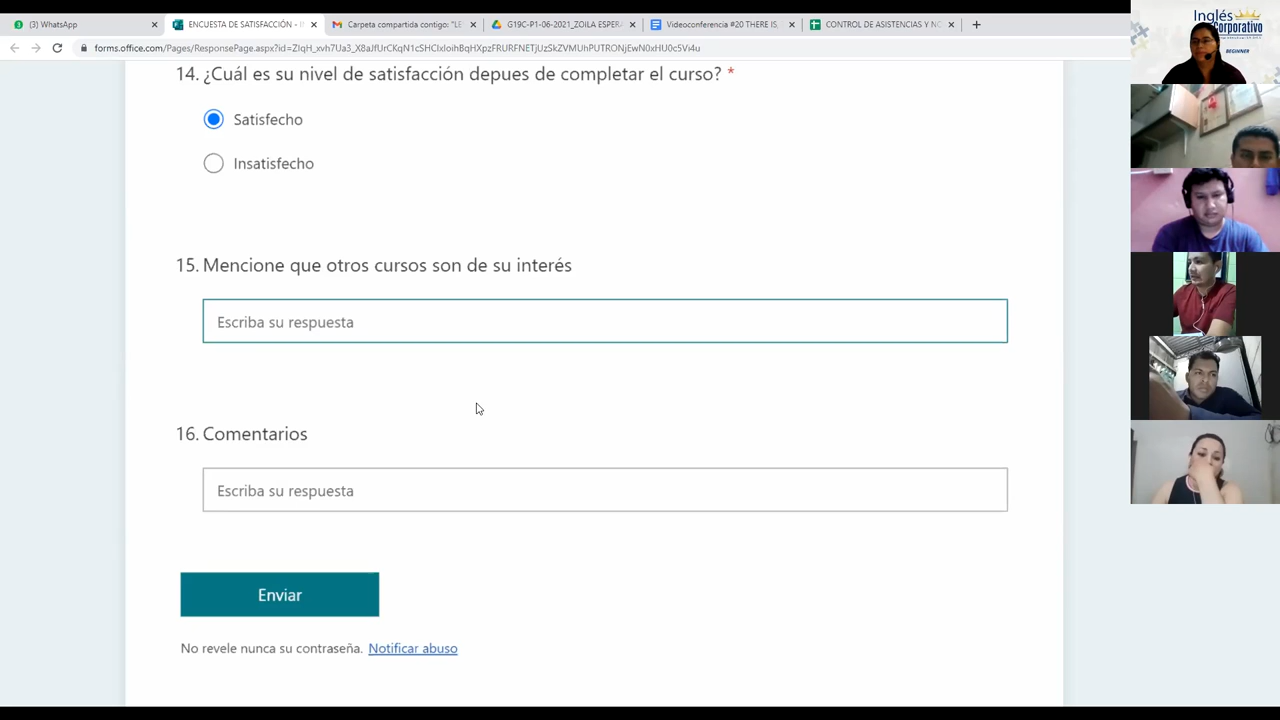 (3) WhatsApp
ENCUESTA DE SATISFACCIÓN - I
Carpeta compartida contigo: "LE
G19C-P1-06-2021_ZOILA ESPERA
Videoconferencia #20 THERE IS,
CONTROL DE ASISTENCIAS Y NO
forms.office.com/Pages/ResponsePage.aspx?id=
14. ¿Cuál es su nivel de satisfacción depues de completar el curso? *
Satisfecho
Insatisfecho
15. Mencione que otros cursos son de su interés
Escriba su respuesta
16. Comentarios
Escriba su respuesta
Enviar
No revele nunca su contraseña. Notificar abuso
Inglés
Corporativo
BEGINNER